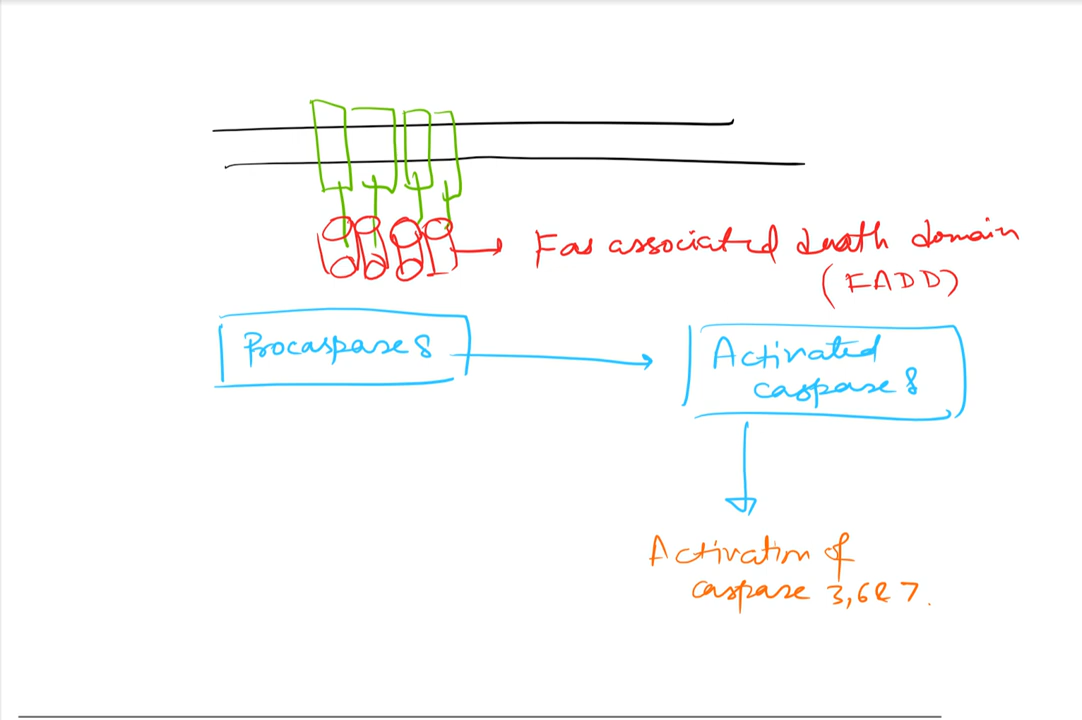 Fas associated death domain
(FADD)
Procaspase 8
Activated
caspase 8
Activation of
caspase 3,6 & 7.